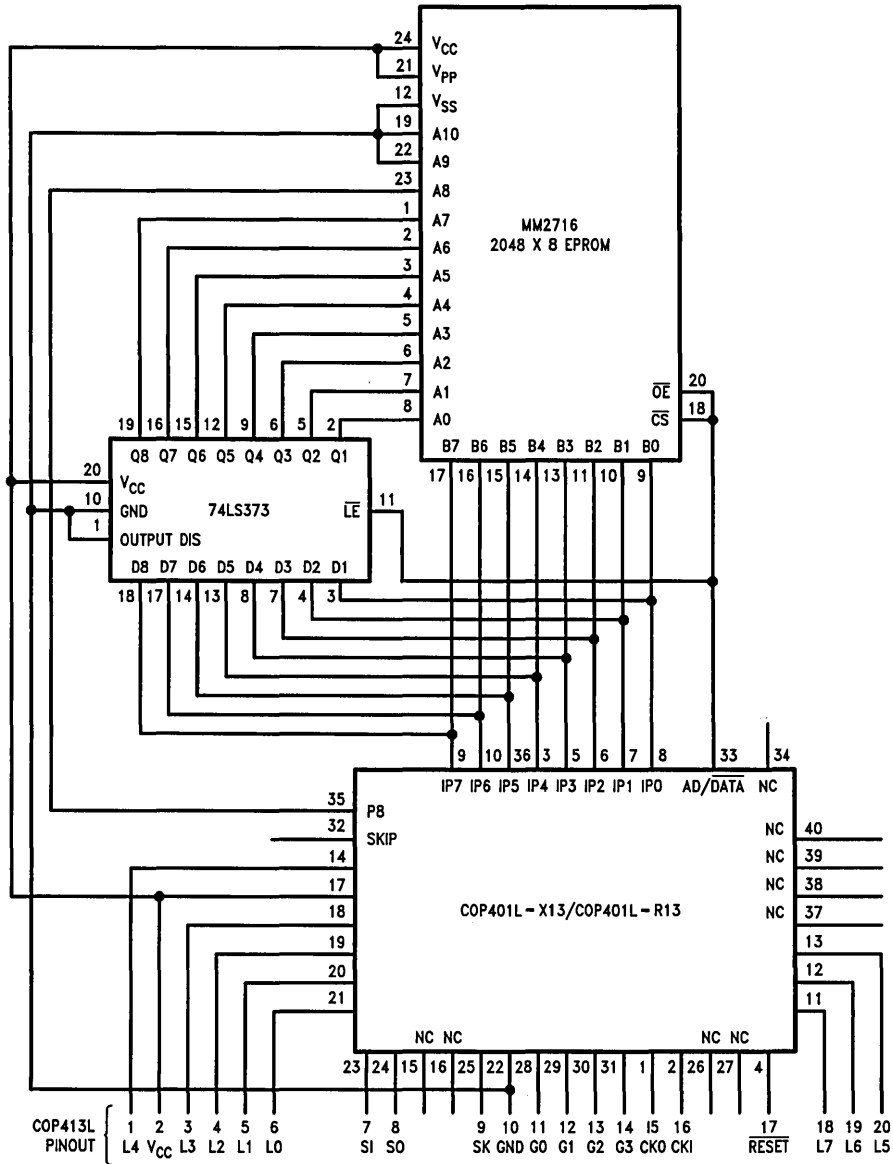 24 VCC
21 VPP
12 VSS
19 A10
22 A9
23 A8
1 A7
2 A6
3 A5
4 A4
5 A3
6 A2
7 A1
8 A0
MM2716
2048 X 8 EPROM
O̅E̅ 20
C̅S̅ 18
B7 B6 B5 B4 B3 B2 B1 B0
17 16 15 14 13 11 10 9
19 16 15 12 9 6 5 2
Q8 Q7 Q6 Q5 Q4 Q3 Q2 Q1
20 VCC
10 GND
1 OUTPUT DIS
74LS373
L̅E̅ 11
D8 D7 D6 D5 D4 D3 D2 D1
18 17 14 13 8 7 4 3
9 10 36 3 5 6 7 8 33 34
IP7 IP6 IP5 IP4 IP3 IP2 IP1 IP0 AD/D̅A̅T̅A̅ NC
35 P8
32 SKIP
14
17
18
19
20
21
COP401L-X13/COP401L-R13
NC 40
NC 39
NC 38
NC 37
13
12
11
NC NC NC NC
23 24 15 16 25 22 28 29 30 31 1 2 26 27 4
COP413L
PINOUT
1 2 3 4 5 6 7 8 9 10 11 12 13 14 15 16 17 18 19 20
L4 VCC L3 L2 L1 L0 SI SO SK GND G0 G1 G2 G3 CKO CKI R̅E̅S̅E̅T̅ L7 L6 L5